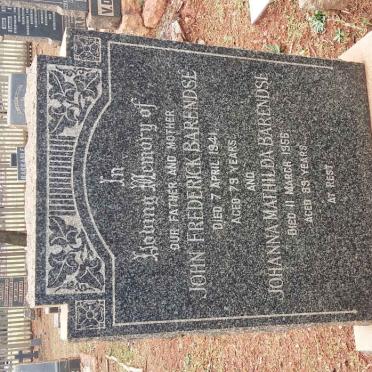 In
Loving Memory of
OUR FATHER AND MOTHER
JOHN FREDERICK BARENDSE
DIED 7 APRIL 1941
AGED 79 YEARS
AND
JOHANNA MATHILDA BARENDSE
DIED 11 MARCH 1956
AGED 89 YEARS
AT REST